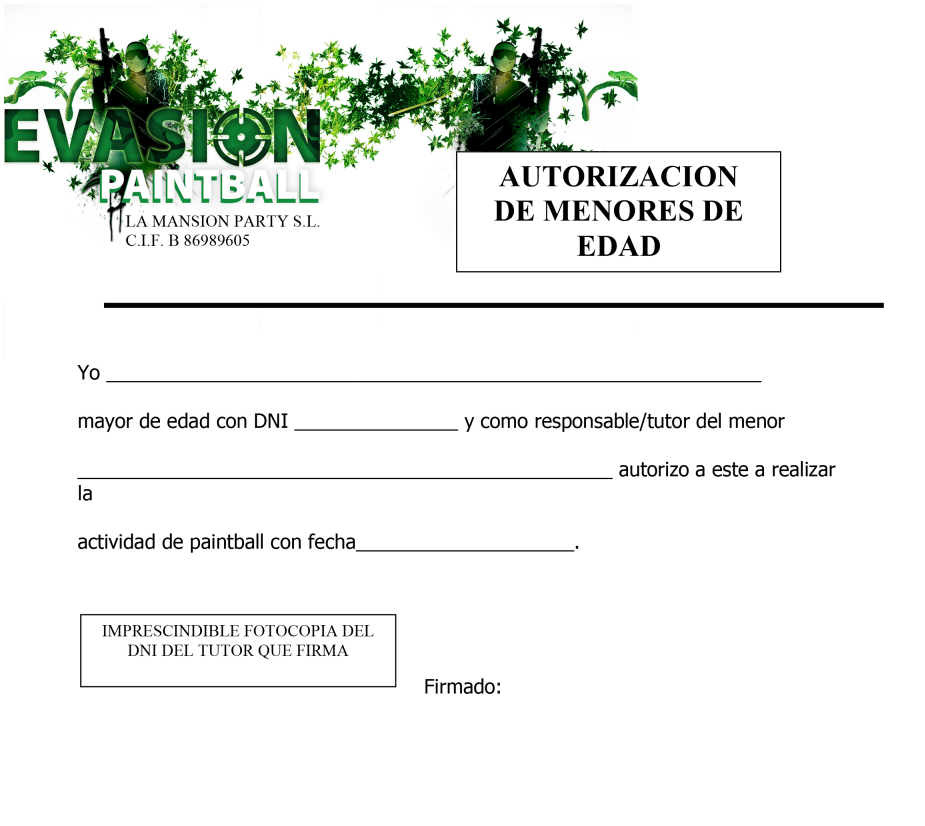 EVASION
PAINTBALL
LA MANSION PARTY S.L.
C.I.F. B 86989605
AUTORIZACION
DE MENORES DE
EDAD
Yo ____________________________________________________________
mayor de edad con DNI _______________ y como responsable/tutor del menor
_________________________________________________ autorizo a este a realizar
la
actividad de paintball con fecha____________________.
IMPRESCINDIBLE FOTOCOPIA DEL
DNI DEL TUTOR QUE FIRMA
Firmado: